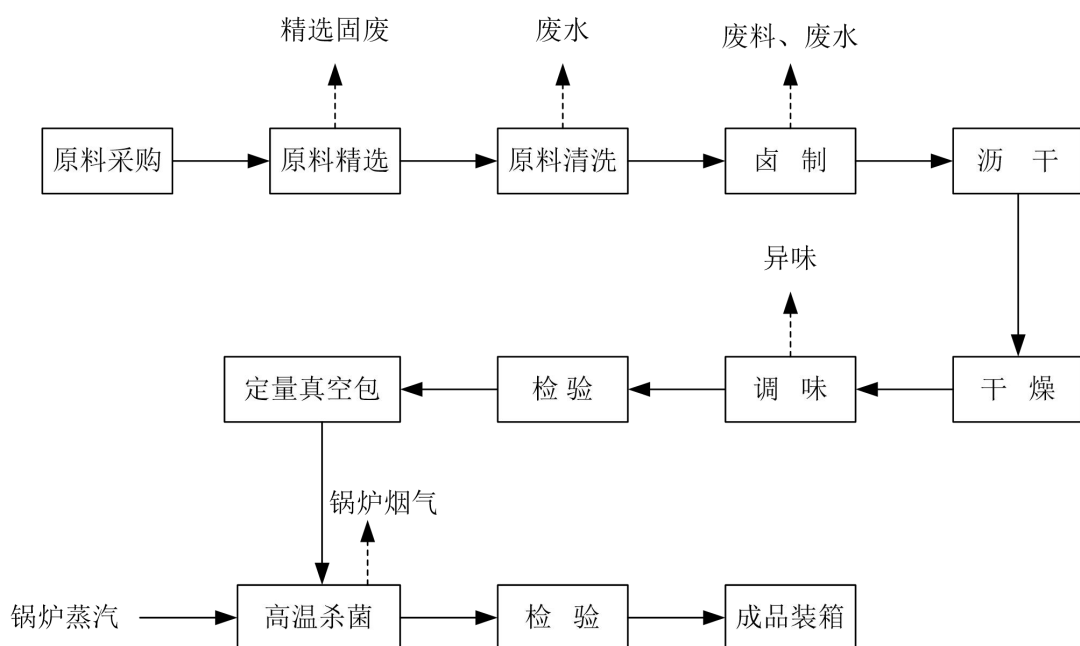 精选固废
废水
废料、废水
原料采购
原料精选
原料清洗
卤 制
沥 干
异味
定量真空包
检 验
调 味
干 燥
锅炉烟气
锅炉蒸汽
高温杀菌
检 验
成品装箱